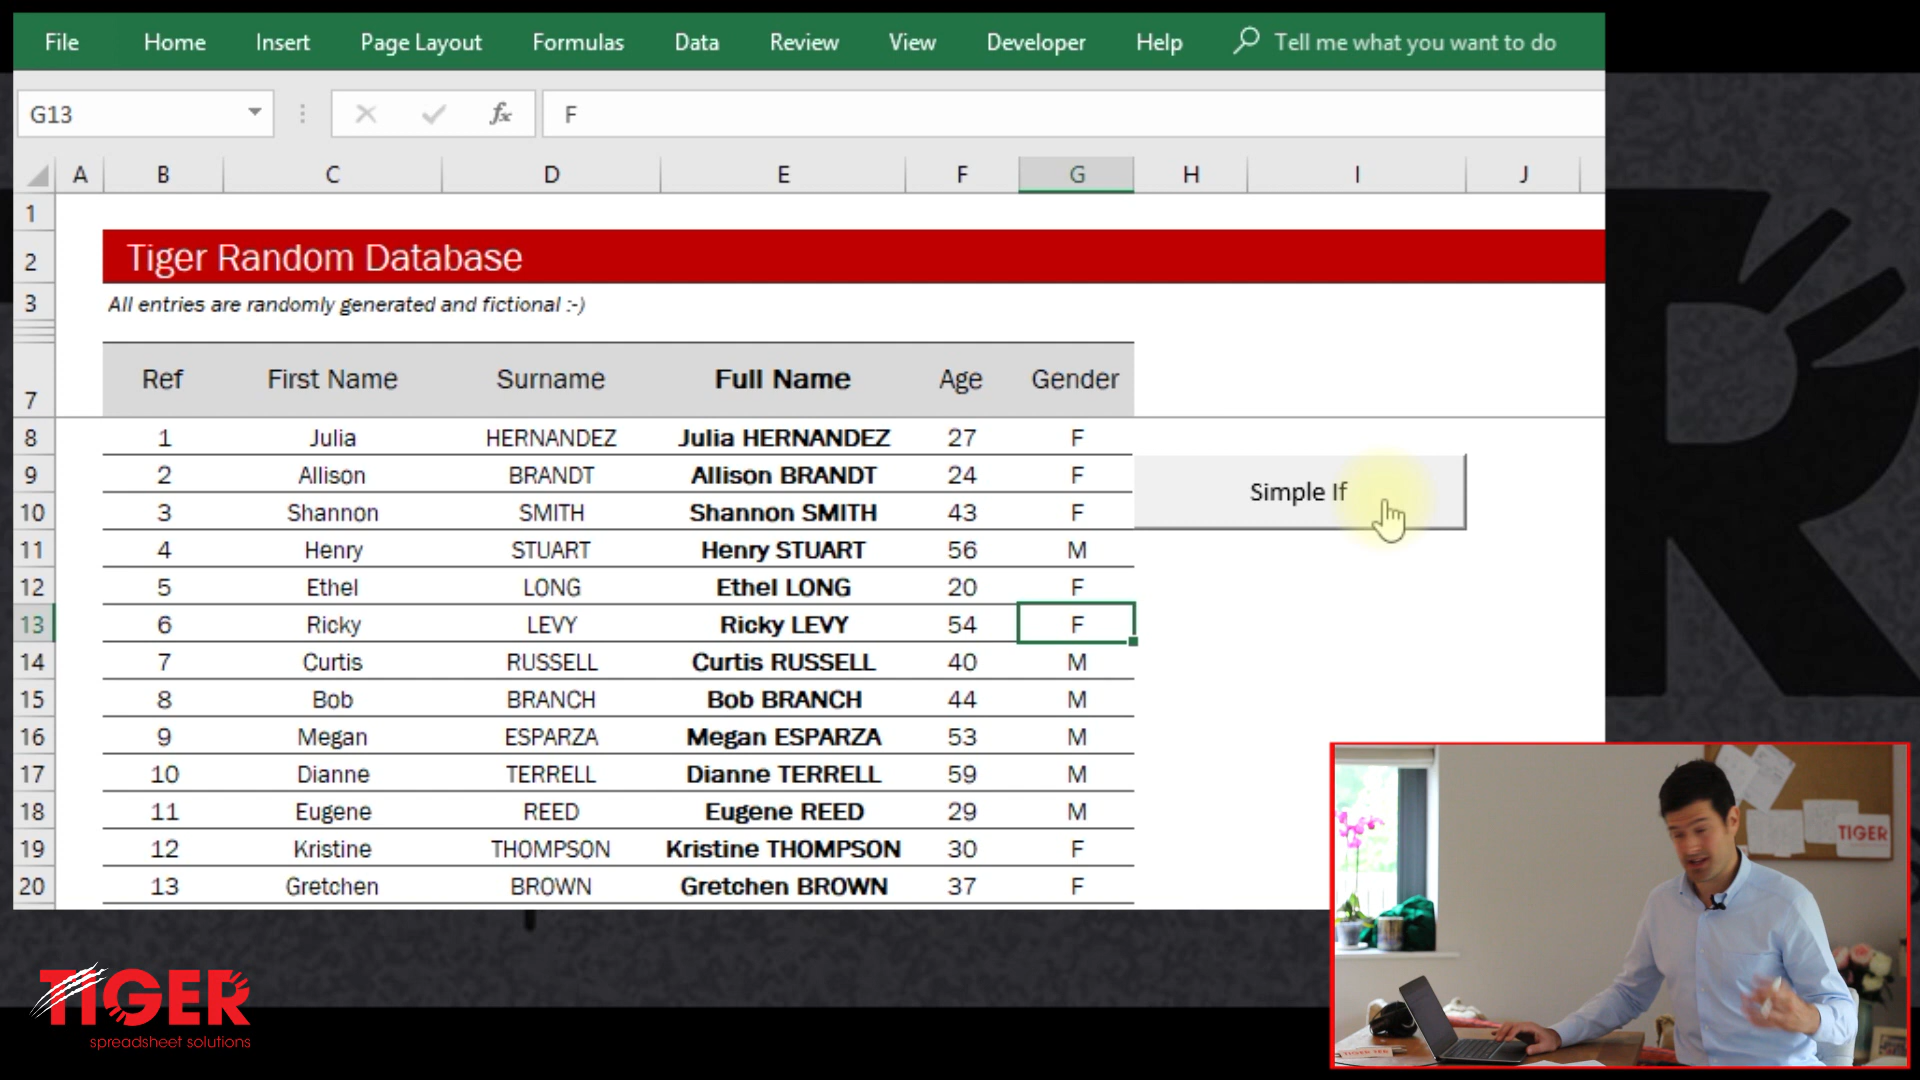 File Home Insert Page Layout Formulas Data Review View Developer Help Tell me what you want to do
G13 fx F
A B C D E F G H I J
1
2 Tiger Random Database
3 All entries are randomly generated and fictional :-)
7 Ref First Name Surname Full Name Age Gender
8 1 Julia HERNANDEZ Julia HERNANDEZ 27 F
9 2 Allison BRANDT Allison BRANDT 24 F
Simple If
10 3 Shannon SMITH Shannon SMITH 43 F
11 4 Henry STUART Henry STUART 56 M
12 5 Ethel LONG Ethel LONG 20 F
13 6 Ricky LEVY Ricky LEVY 54 F
14 7 Curtis RUSSELL Curtis RUSSELL 40 M
15 8 Bob BRANCH Bob BRANCH 44 M
16 9 Megan ESPARZA Megan ESPARZA 53 M
17 10 Dianne TERRELL Dianne TERRELL 59 M
18 11 Eugene REED Eugene REED 29 M
19 12 Kristine THOMPSON Kristine THOMPSON 30 F
20 13 Gretchen BROWN Gretchen BROWN 37 F
TIGER
TIGER
spreadsheet solutions